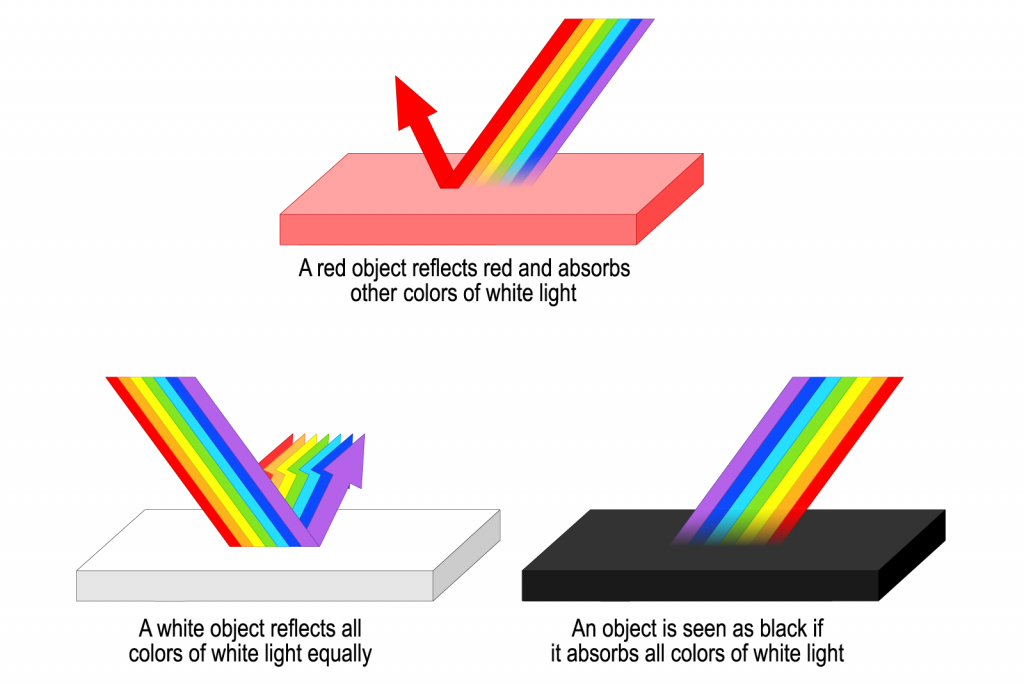 A red object reflects red and absorbs
other colors of white light
A white object reflects all
colors of white light equally
An object is seen as black if
it absorbs all colors of white light